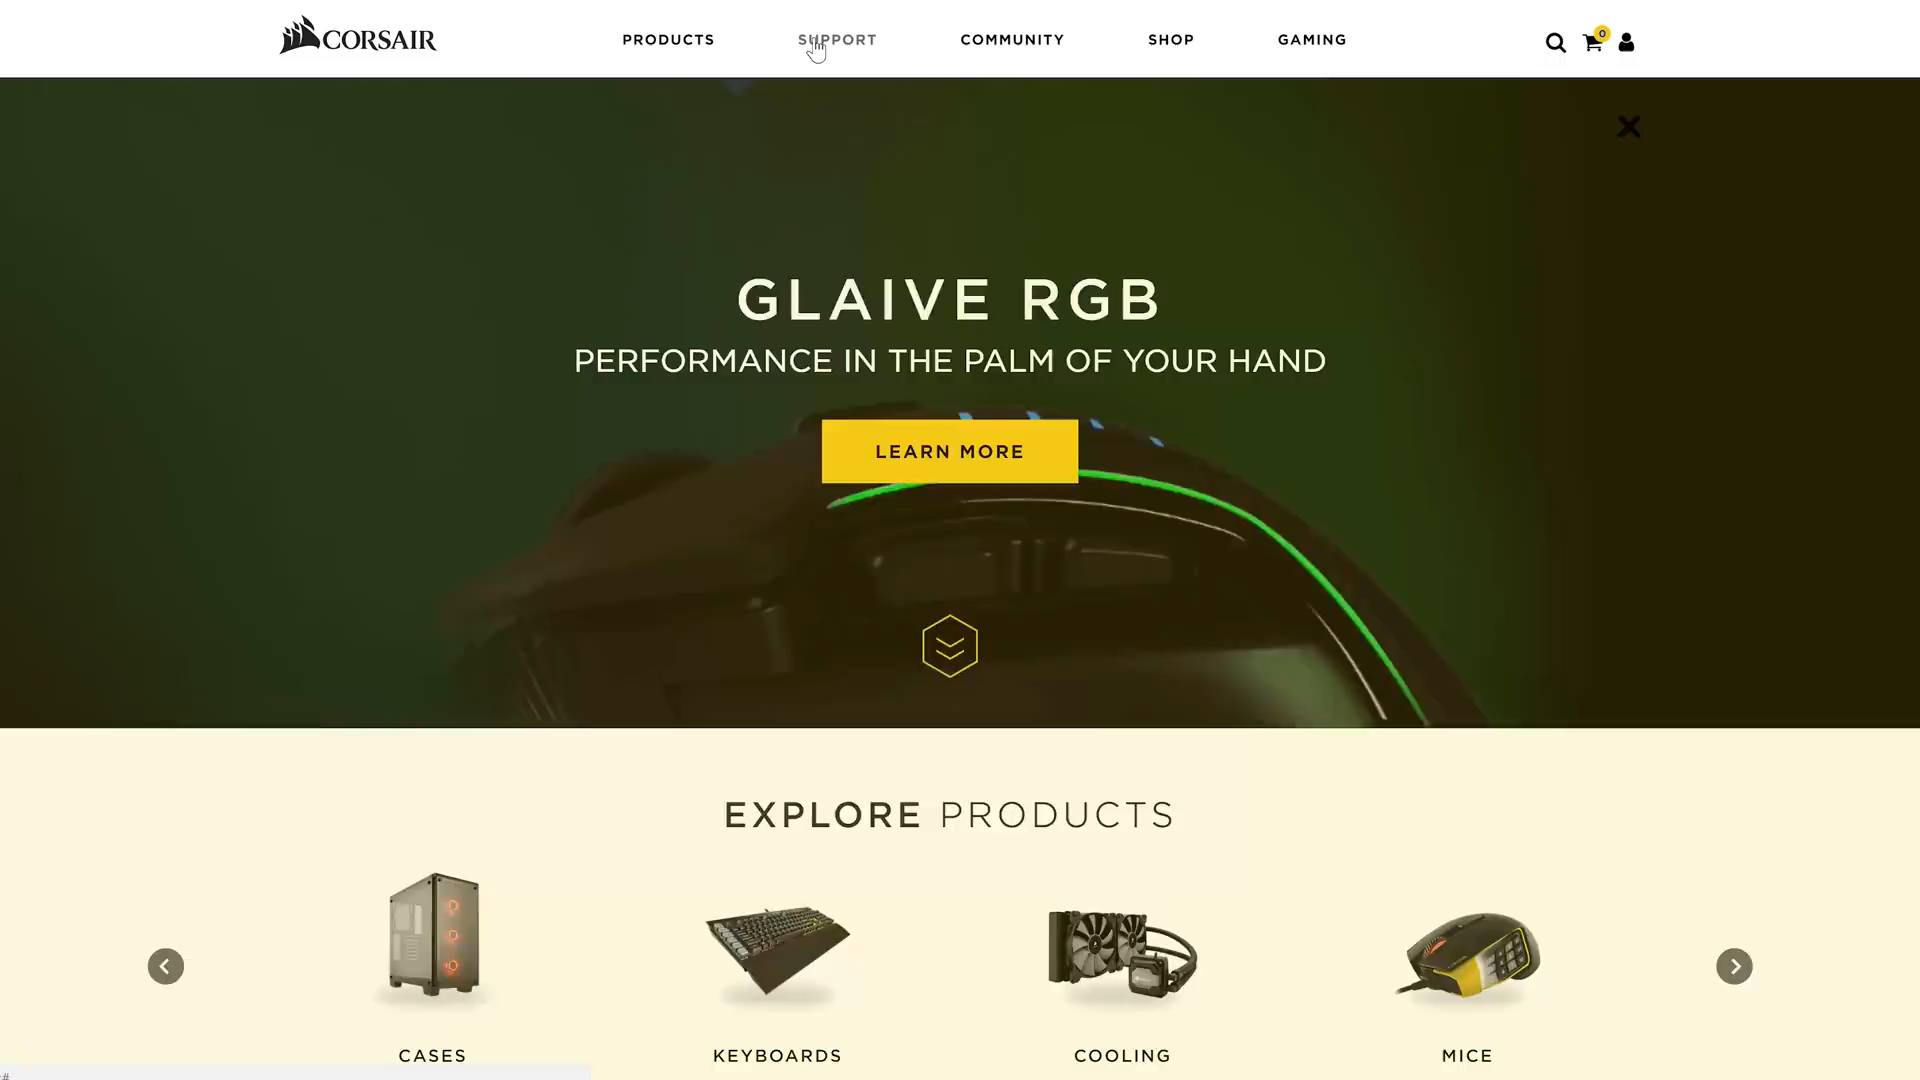 CORSAIR
PRODUCTS
SUPPORT
COMMUNITY
SHOP
GAMING
0
GLAIVE RGB
PERFORMANCE IN THE PALM OF YOUR HAND
LEARN MORE
EXPLORE PRODUCTS
CASES
KEYBOARDS
COOLING
MICE